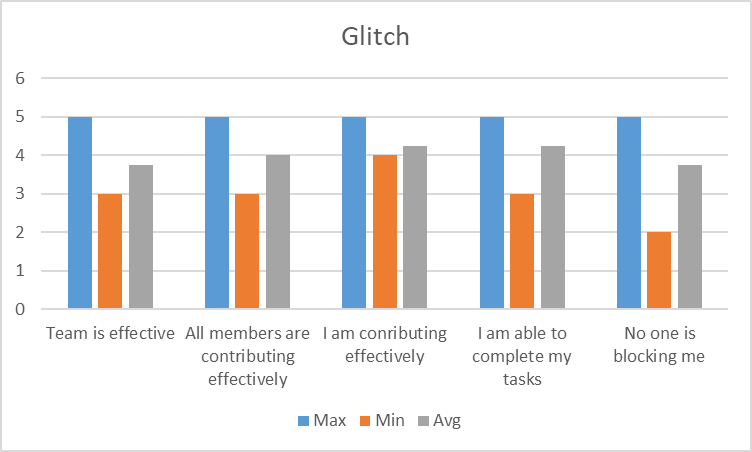 Glitch
6
5
4
3
2
1
0
Team is effective
All members are
contributing
effectively
I am conributing
effectively
I am able to
complete my
tasks
No one is
blocking me
Max Min Avg